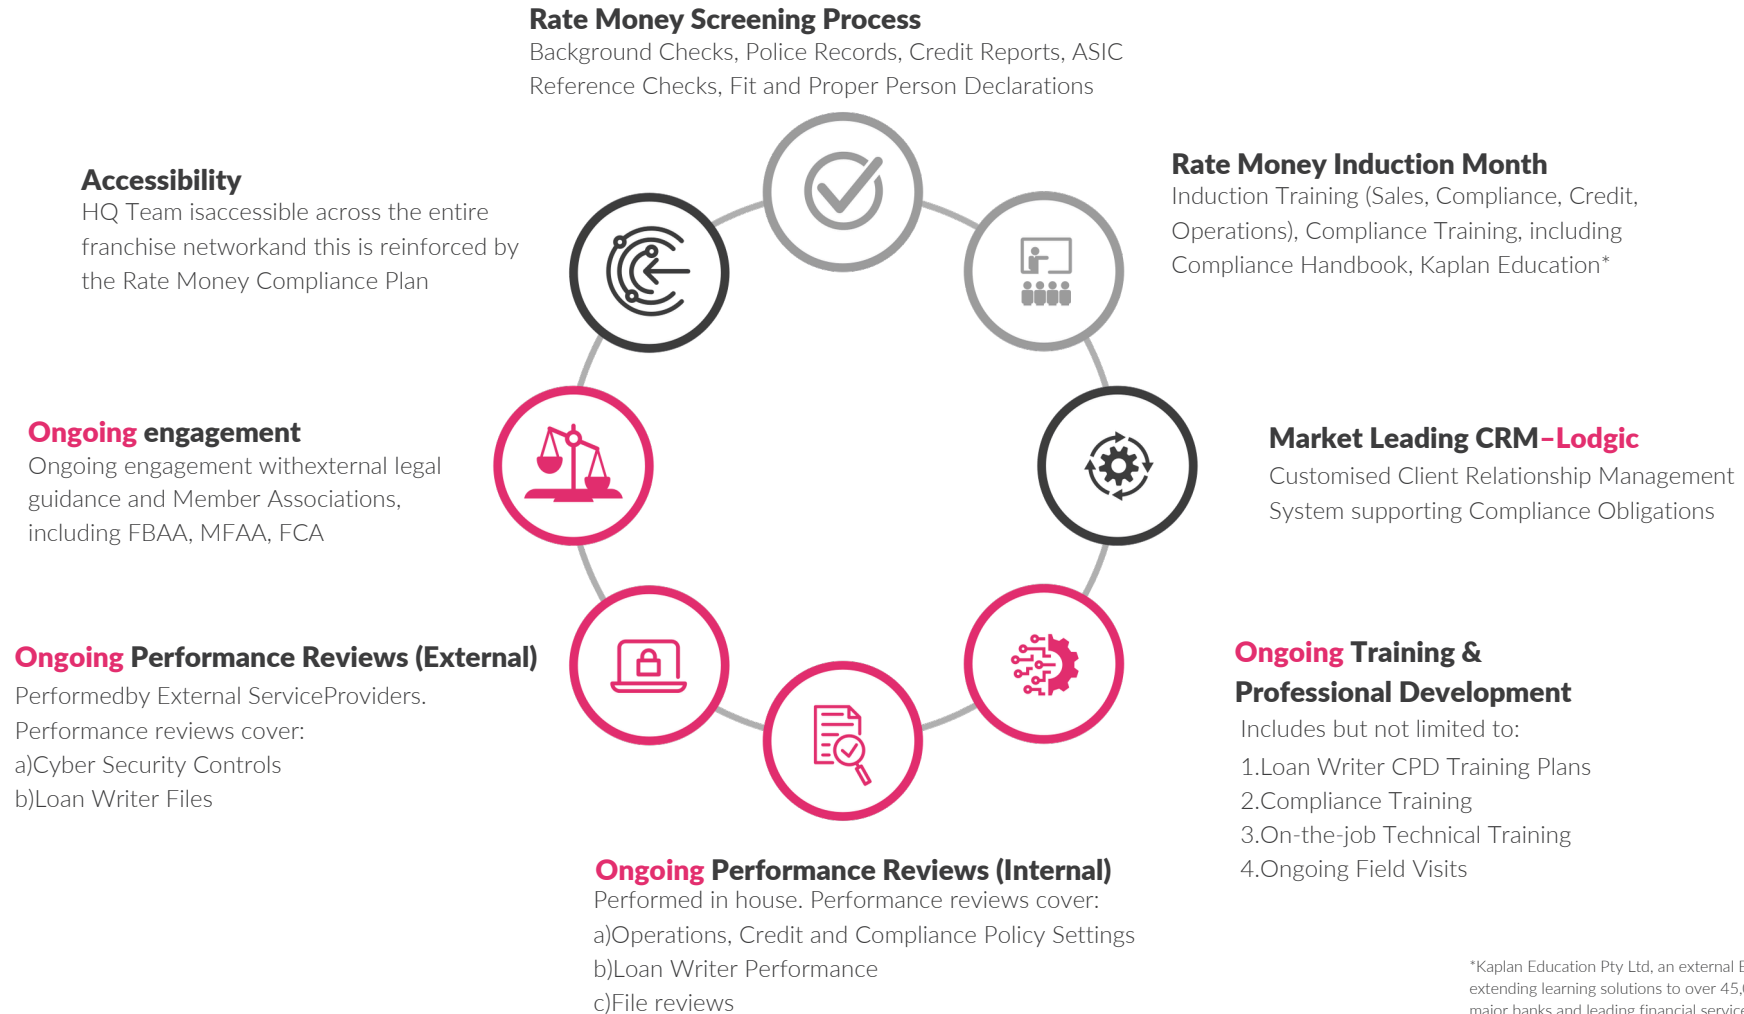 Rate Money Screening Process
Background Checks, Police Records, Credit Reports, ASIC
Reference Checks, Fit and Proper Person Declarations
Rate Money Induction Month
Induction Training (Sales, Compliance, Credit,
Operations), Compliance Training, including
Compliance Handbook, Kaplan Education*
Market Leading CRM–Lodgic
Customised Client Relationship Management
System supporting Compliance Obligations
Ongoing Training &
Professional Development
Includes but not limited to:
1.Loan Writer CPD Training Plans
2.Compliance Training
3.On-the-job Technical Training
4.Ongoing Field Visits
Ongoing Performance Reviews (Internal)
Performed in house. Performance reviews cover:
a)Operations, Credit and Compliance Policy Settings
b)Loan Writer Performance
c)File reviews
Ongoing Performance Reviews (External)
Performedby External ServiceProviders.
Performance reviews cover:
a)Cyber Security Controls
b)Loan Writer Files
Ongoing engagement
Ongoing engagement withexternal legal
guidance and Member Associations,
including FBAA, MFAA, FCA
Accessibility
HQ Team isaccessible across the entire
franchise networkand this is reinforced by
the Rate Money Compliance Plan
*Kaplan Education Pty Ltd, an external
extending learning solutions to over
major banks and leading financial